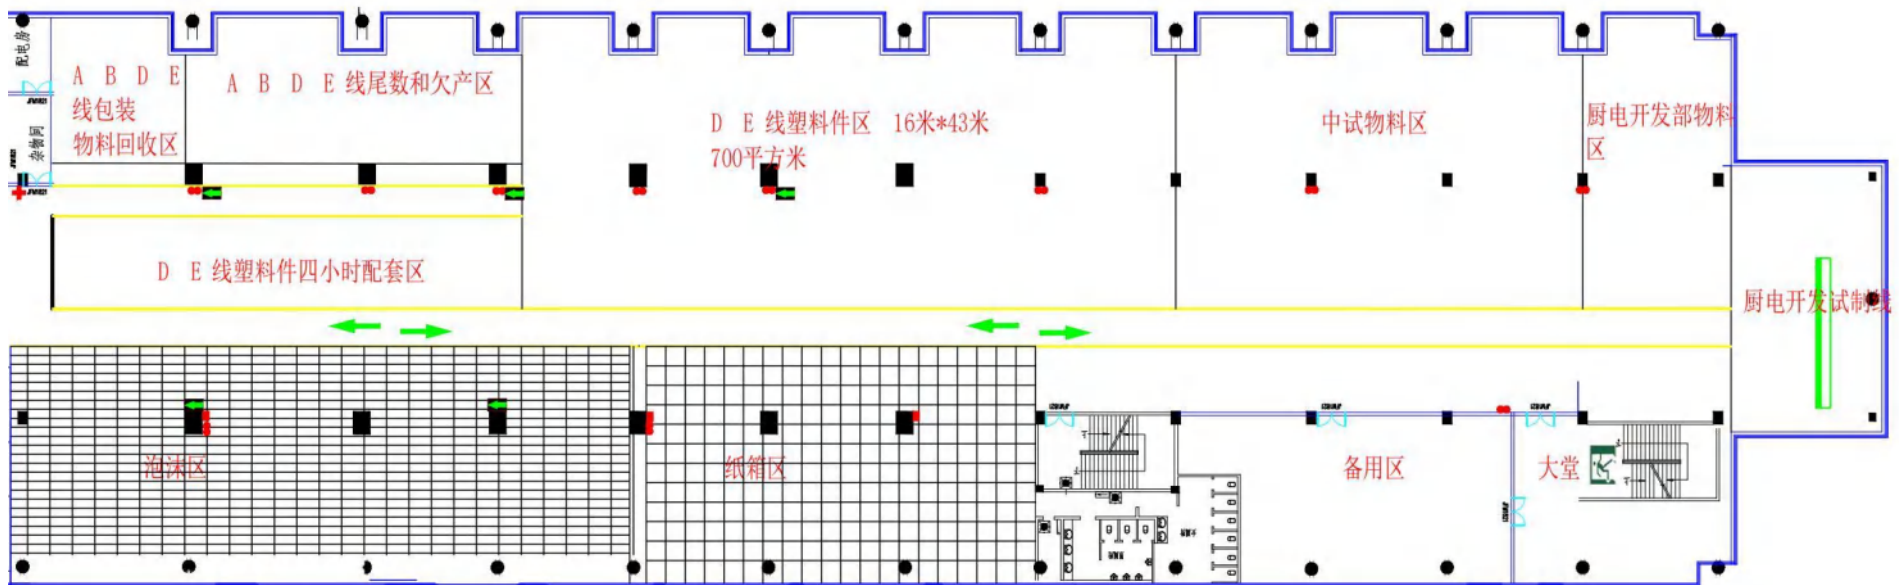 配电房
A B D E
线包装
物料回收区
A B D E 线尾数和欠产区
D E 线塑料件区 16米*43米
700平方米
中试物料区
厨电开发部物料
区
杂物间
D E 线塑料件四小时配套区
厨电开发试制线
泡沫区
纸箱区
备用区
大堂